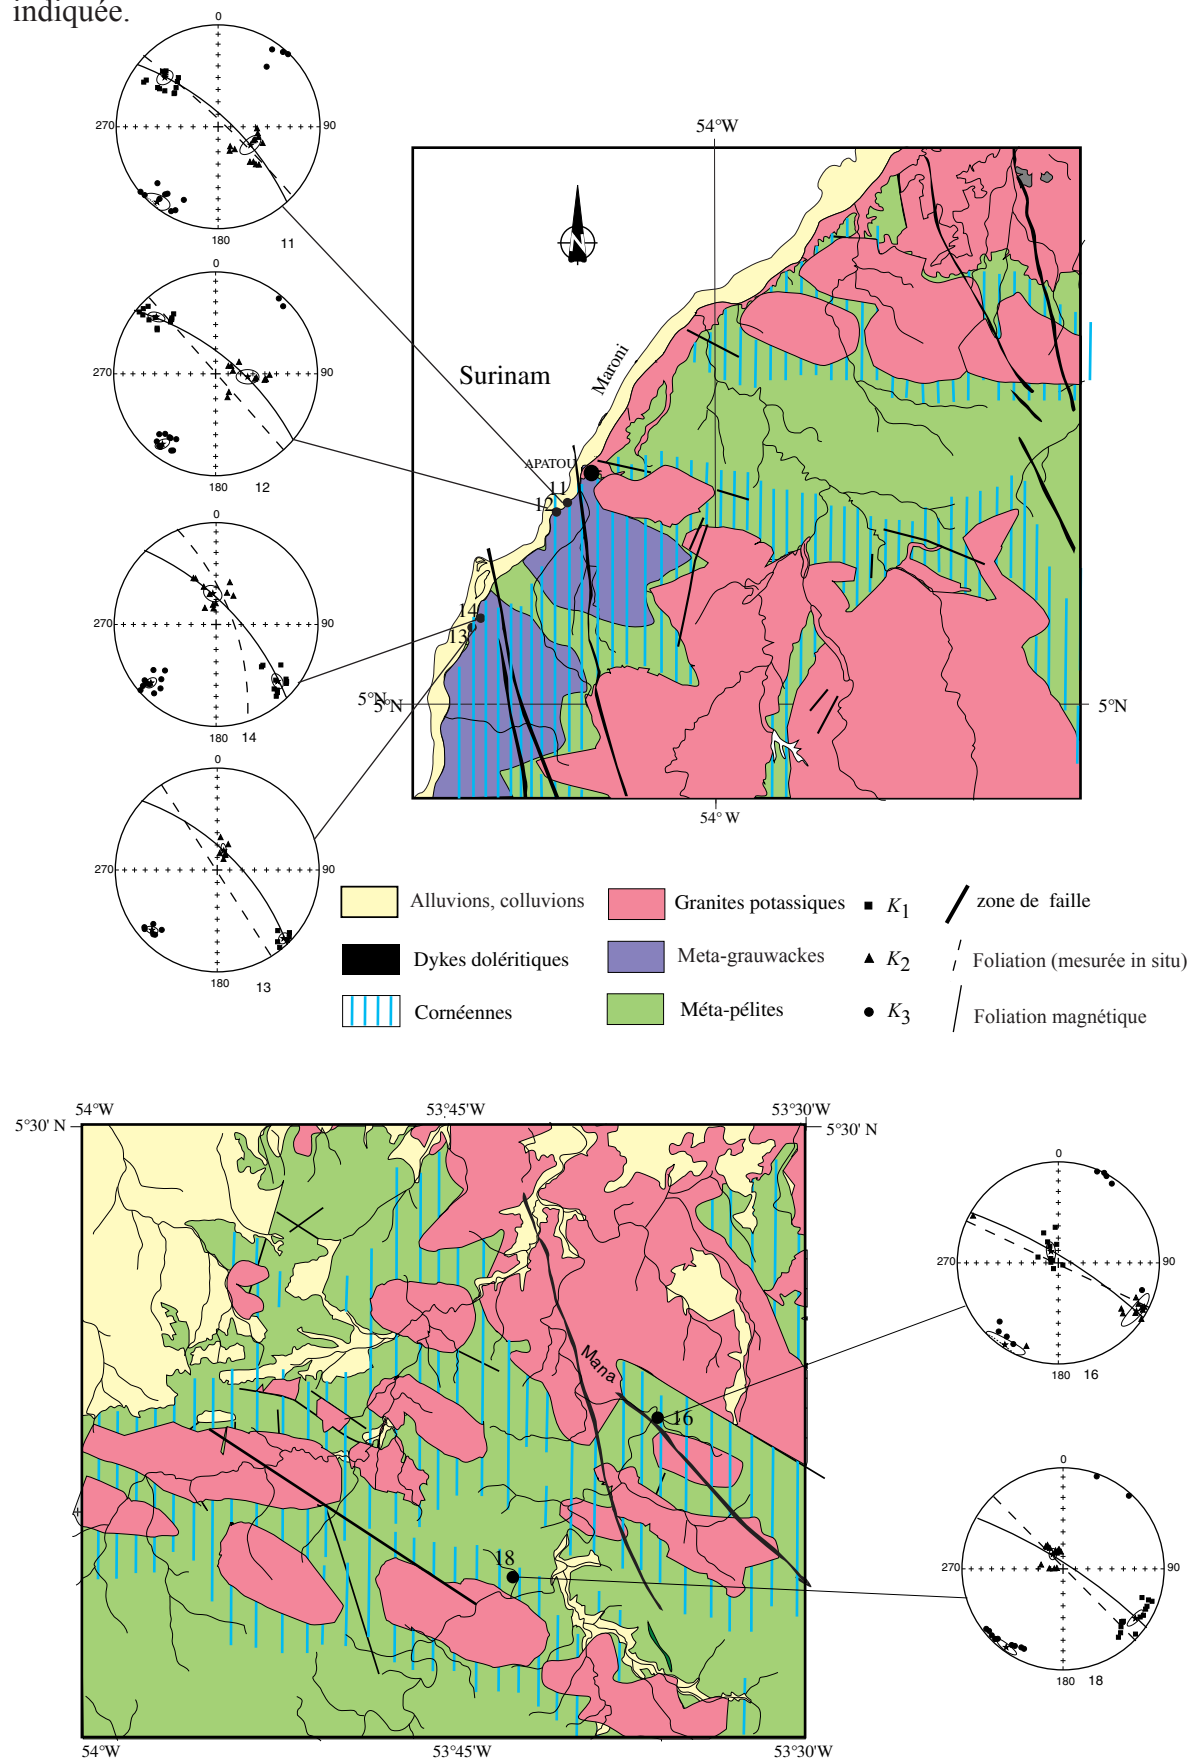 indiquée.
0
270
90
180
11
0
270
90
180
12
0
270
90
180
14
0
270
90
180
13
54°W
Surinam
Maroni
APATOU
11
12
14
13
5°N
5°N
5°N
54°W
Alluvions, colluvions
Granites potassiques
K1
zone de faille
Dykes doléritiques
Meta-grauwackes
K2
Foliation (mesurée in situ)
Cornéennes
Méta-pélites
K3
Foliation magnétique
54°W
53°45'W
53°30'W
5°30' N
5°30' N
Mana
16
18
0
270
90
180
16
0
270
90
180
18
54°W
53°45'W
53°30'W